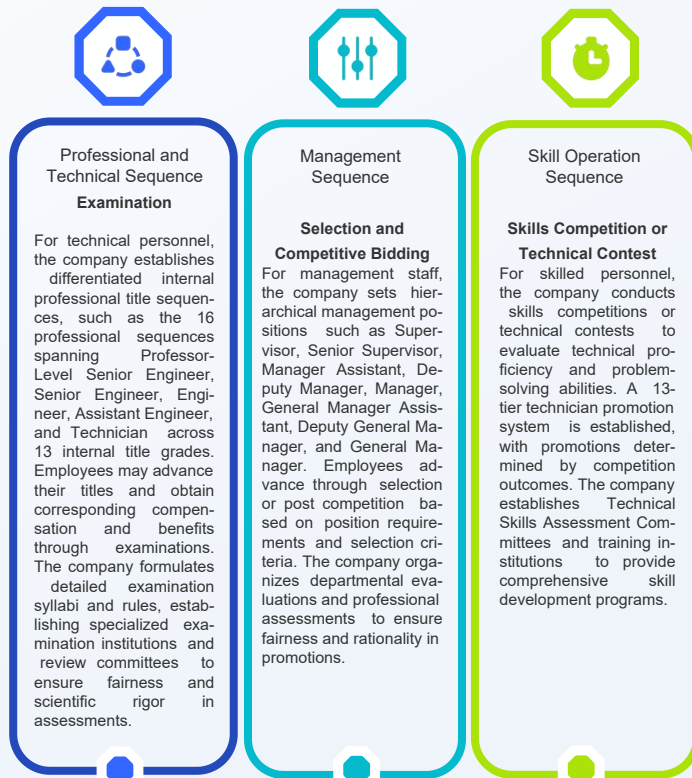 Professional and
Technical Sequence
Examination
For technical personnel,
the company establishes
differentiated internal
professional title sequen-
ces, such as the 16
professional sequences
spanning Professor-
Level Senior Engineer,
Senior Engineer, Engi-
neer, Assistant Engineer,
and Technician across
13 internal title grades.
Employees may advance
their titles and obtain
corresponding compen-
sation and benefits
through examinations.
The company formulates
detailed examination
syllabi and rules, estab-
lishing specialized exa-
mination institutions and
review committees to
ensure fairness and
scientific rigor in
assessments.
Management
Sequence
Selection and
Competitive Bidding
For management staff,
the company sets hier-
archical management po-
sitions such as Super-
visor, Senior Supervisor,
Manager Assistant, De-
puty Manager, Manager,
General Manager Assis-
tant, Deputy General Ma-
nager, and General Ma-
nager. Employees ad-
vance through selection
or post competition ba-
sed on position require-
ments and selection cri-
teria. The company orga-
nizes departmental eva-
luations and professional
assessments to ensure
fairness and rationality in
promotions.
Skill Operation
Sequence
Skills Competition or
Technical Contest
For skilled personnel,
the company conducts
skills competitions or
technical contests to
evaluate technical pro-
ficiency and problem-
solving abilities. A 13-
tier technician promotion
system is established,
with promotions deter-
mined by competition
outcomes. The company
establishes Technical
Skills Assessment Com-
mittees and training in-
stitutions to provide
comprehensive skill
development programs.